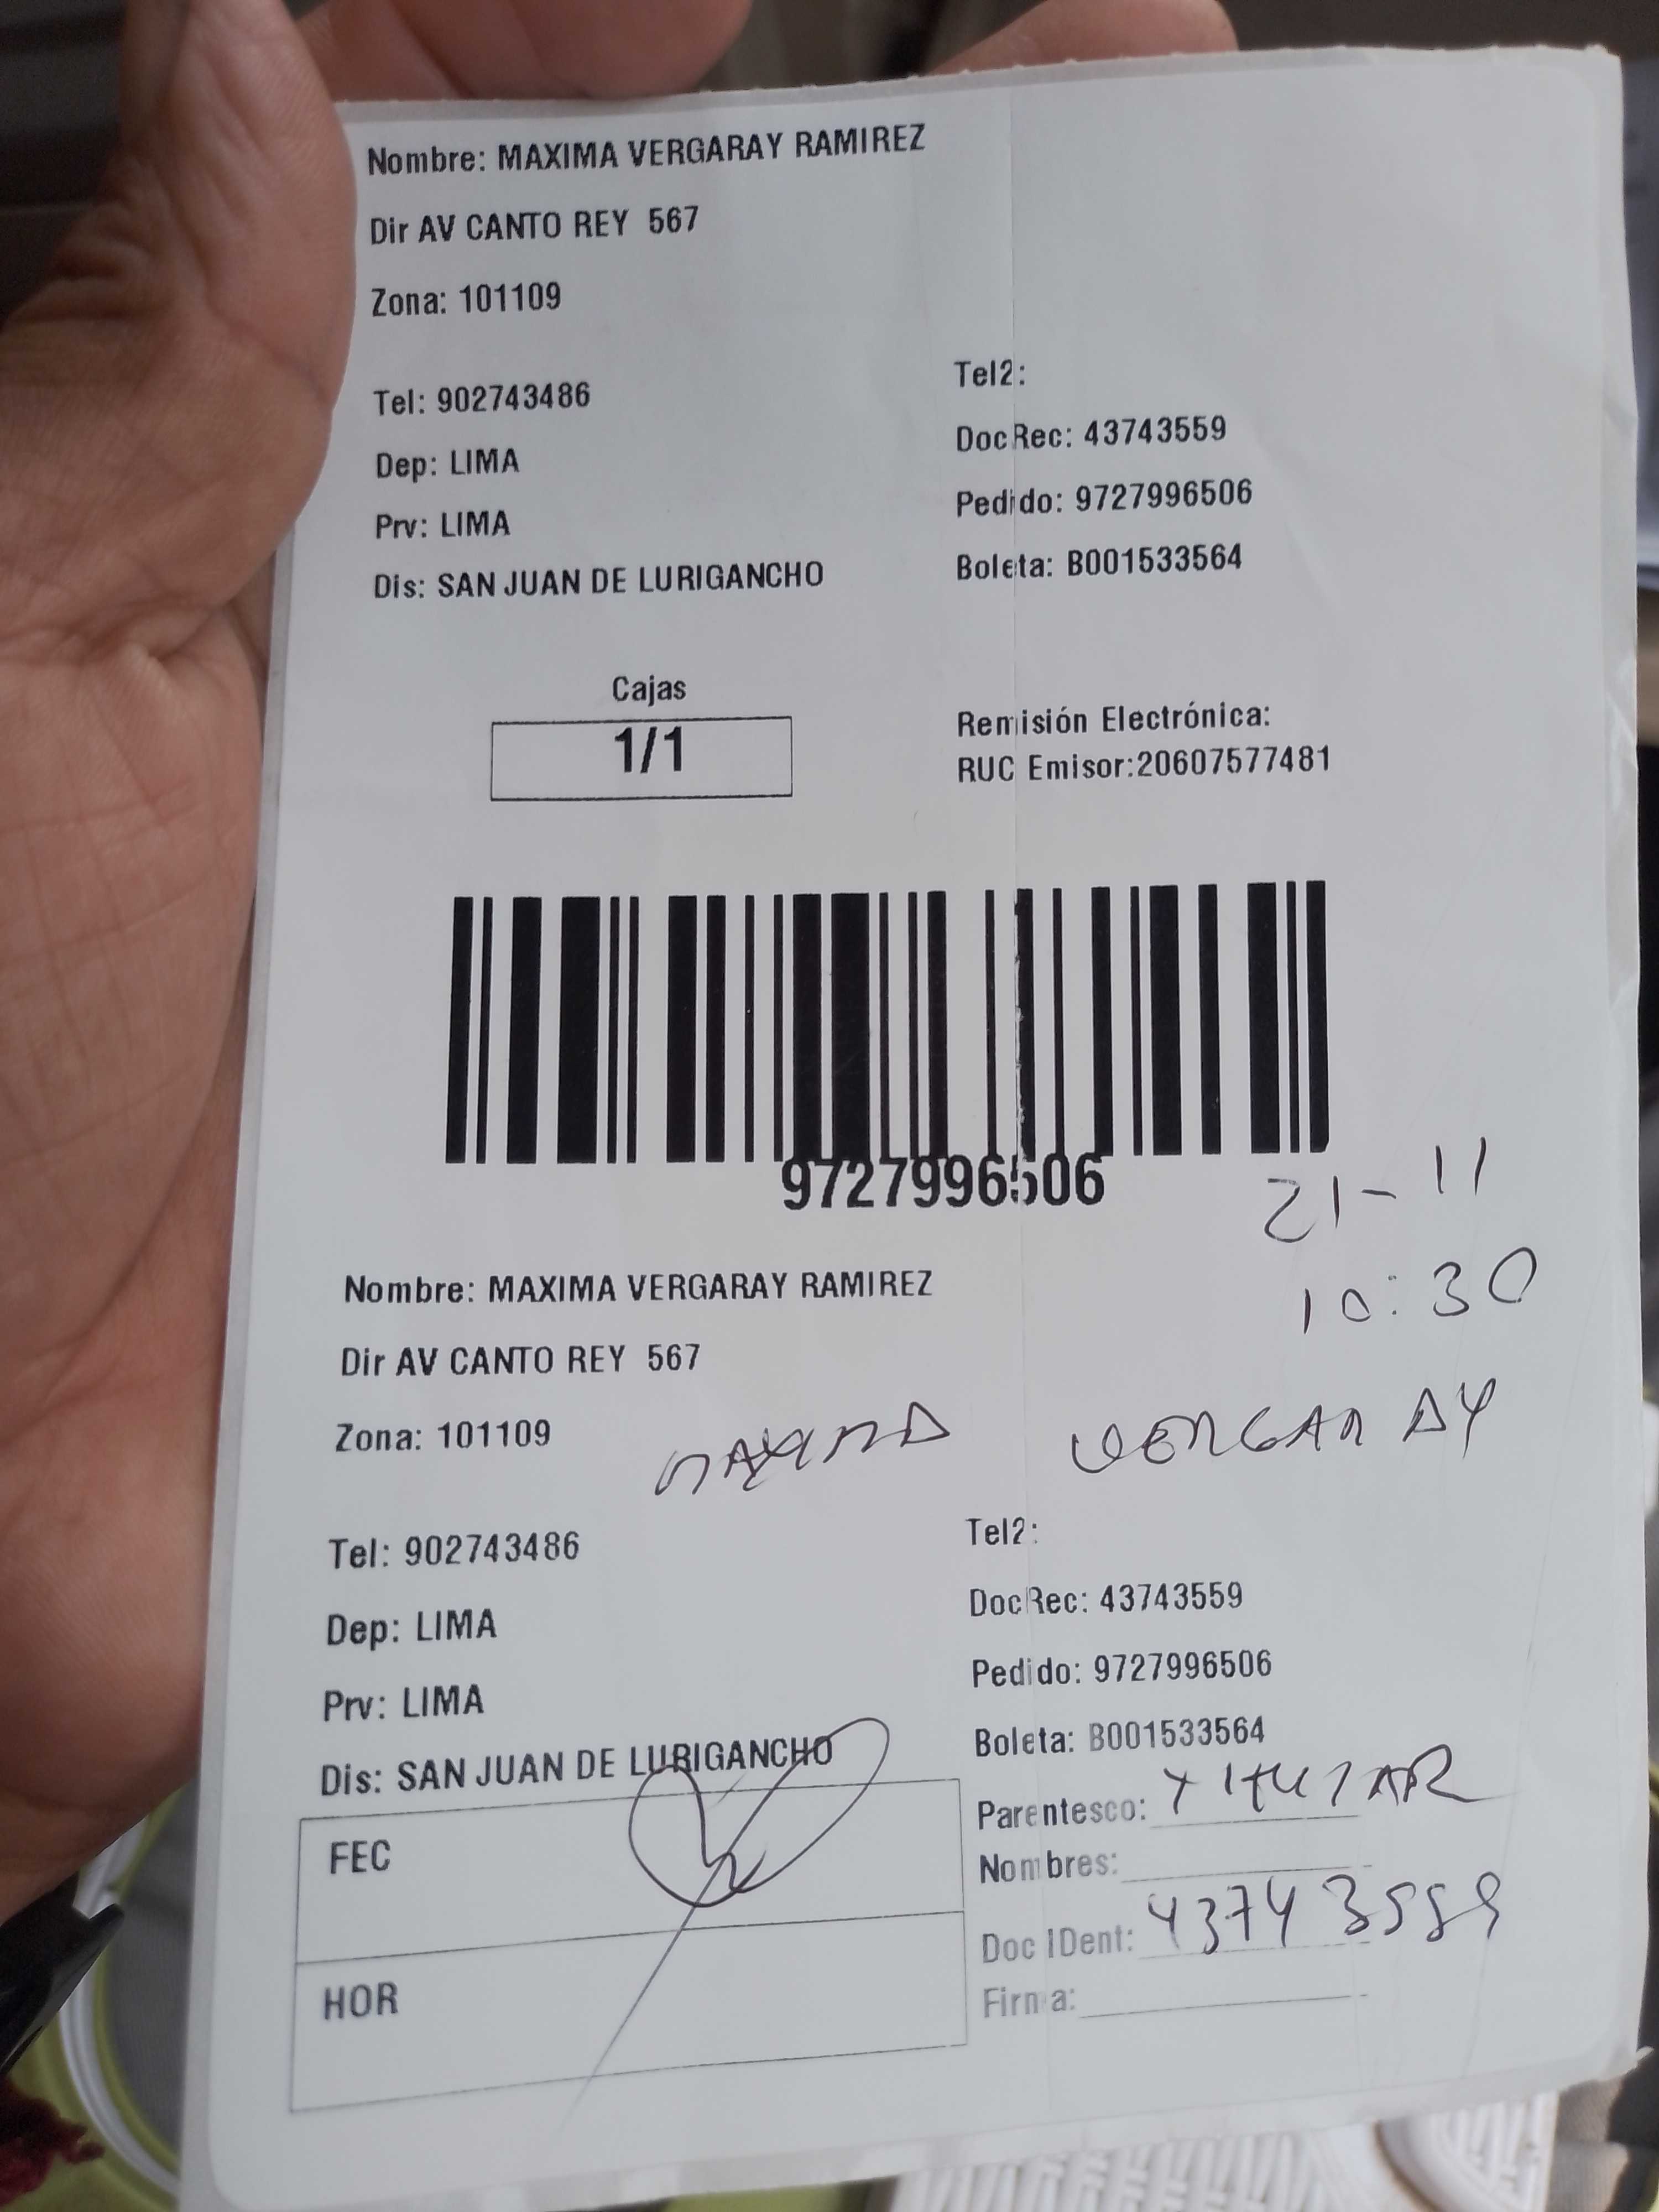 Nombre: MAXIMA VERGARAY RAMIREZ
Dir AV CANTO REY 567
Zona: 101109
Tel: 902743486
Tel2:
Dep: LIMA
DocRec: 43743559
Prv: LIMA
Pedido: 9727996506
Dis: SAN JUAN DE LURIGANCHO
Boleta: B001533564
Cajas
1/1
Remisión Electrónica:
RUC Emisor:20607577481
9727996506
21-11
10:30
Nombre: MAXIMA VERGARAY RAMIREZ
Dir AV CANTO REY 567
Zona: 101109
MAXIMA VERGARAY
Tel: 902743486
Tel2:
Dep: LIMA
DocRec: 43743559
Prv: LIMA
Pedido: 9727996506
Dis: SAN JUAN DE LURIGANCHO
Boleta: B001533564
FEC
HOR
Parentesco: TITULAR
Nombres:
Doc IDent: 43743559
Firma: